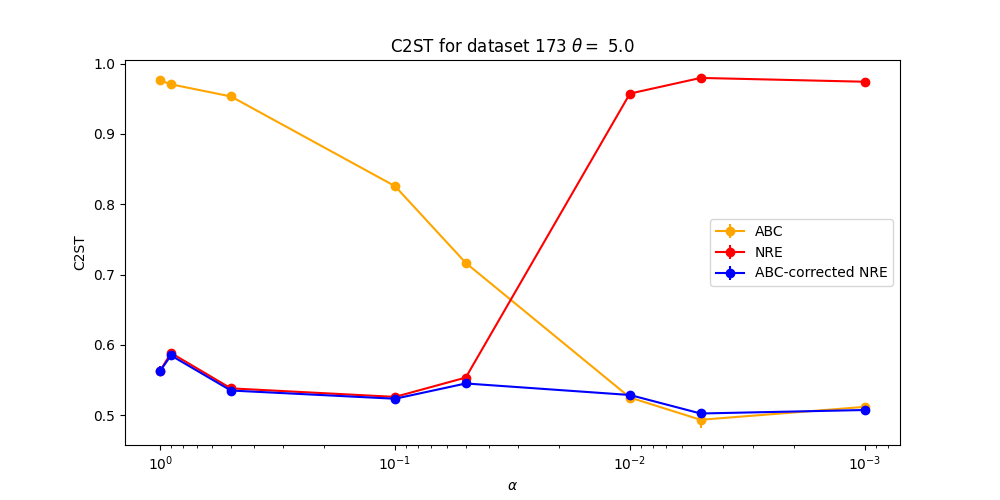 C2ST for dataset 173 θ = 5.0
C2ST
1.0
0.9
0.8
0.7
0.6
0.5
10⁰
10⁻¹
10⁻²
10⁻³
α
ABC
NRE
ABC-corrected NRE